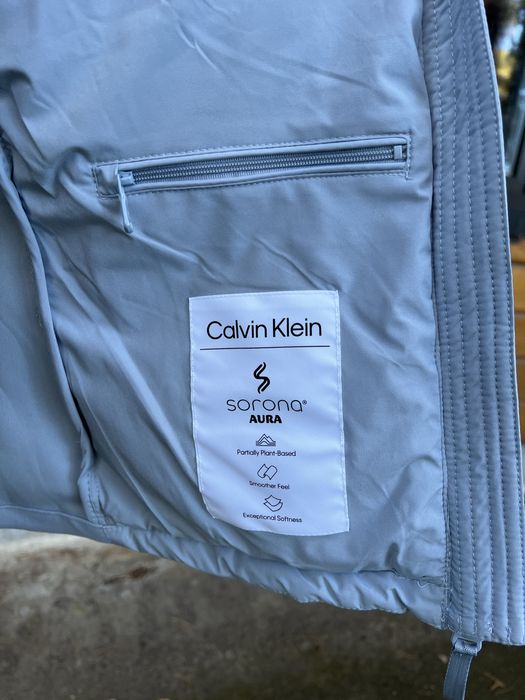 Calvin Klein
sorona®
AURA
Partially Plant-Based
Smoother Feel
Exceptional Softness